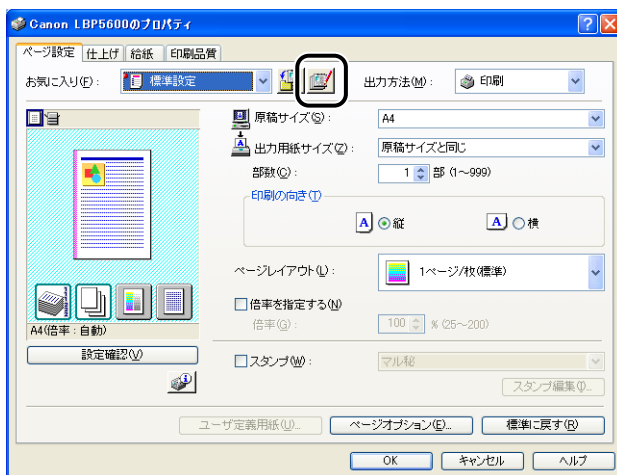 Canon LBP5600のプロパティ
ページ設定 仕上げ 給紙 印刷品質
お気に入り(F): 標準設定 出力方法(M): 印刷
原稿サイズ(S): A4
出力用紙サイズ(Z): 原稿サイズと同じ
部数(C): 1 部 (1~999)
印刷の向き(T)
A 縦 A 横
ページレイアウト(L): 1ページ/枚(標準)
倍率を指定する(N)
倍率(G): 100 % (25~200)
A4(倍率:自動)
設定確認(V)
スタンプ(W): マル秘
スタンプ編集(I)...
ユーザ定義用紙(U)... ページオプション(E)... 標準に戻す(R)
OK キャンセル ヘルプ